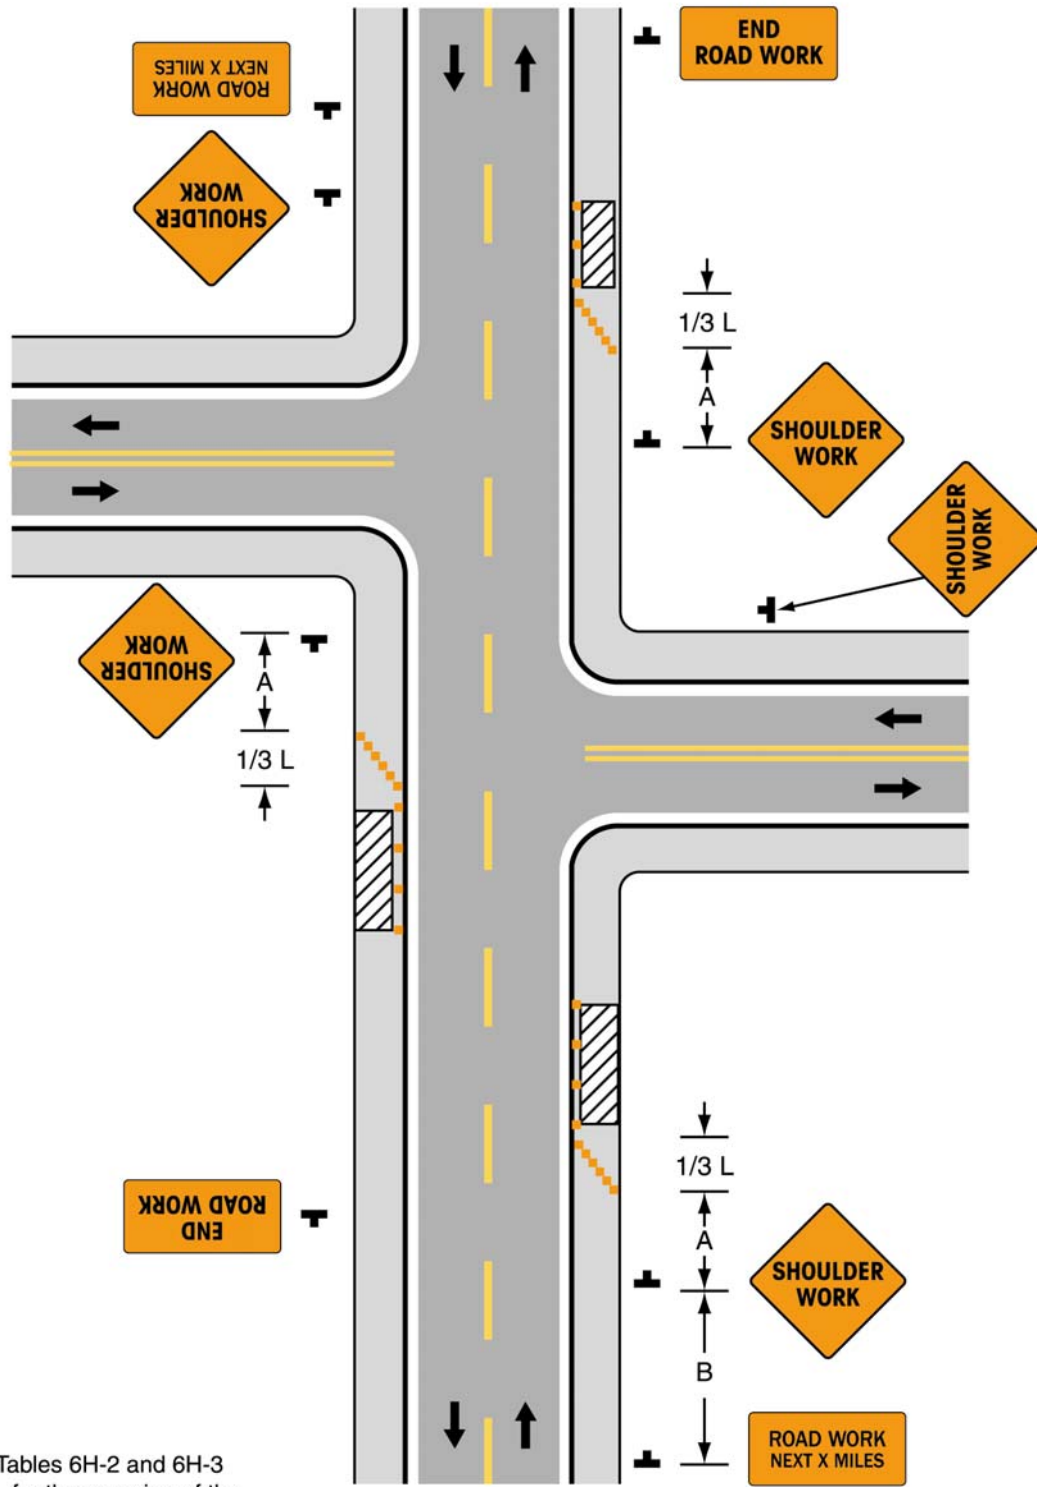 END
ROAD WORK
ROAD WORK
NEXT X MILES
SHOULDER
WORK
1/3 L
A
SHOULDER
WORK
SHOULDER
WORK
SHOULDER
WORK
A
1/3 L
1/3 L
A
END
ROAD WORK
SHOULDER
WORK
B
ROAD WORK
NEXT X MILES
Tables 6H-2 and 6H-3